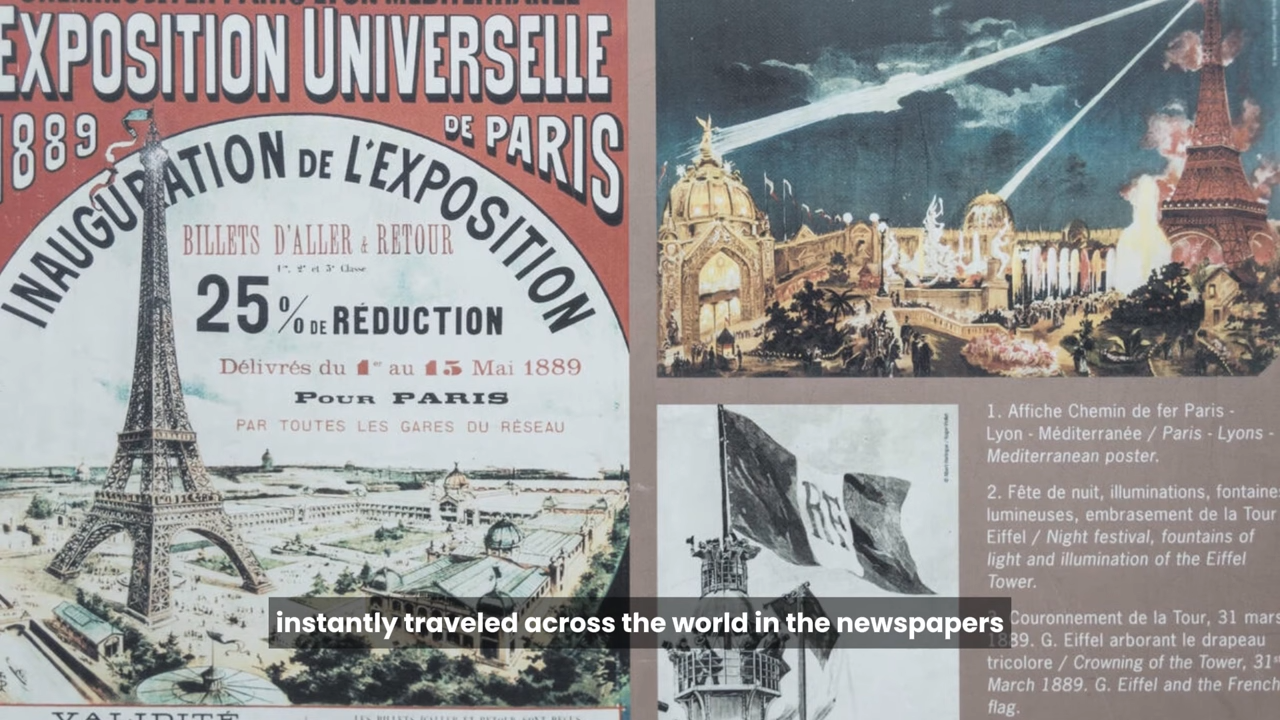 EXPOSITION UNIVERSELLE
1889
DE PARIS
INAUGURATION DE L'EXPOSITION
BILLETS D'ALLER & RETOUR
1re, 2e et 3e Classe
25% DE RÉDUCTION
Délivrés du 1er au 15 Mai 1889
POUR PARIS
PAR TOUTES LES GARES DU RÉSEAU
VALIDITÉ
RF
1. Affiche Chemin de fer Paris -
Lyon - Méditerranée / Paris - Lyons -
Mediterranean poster.
2. Fête de nuit, illuminations, fontaine
lumineuses, embrasement de la Tour
Eiffel / Night festival, fountains of
light and illumination of the Eiffel
Tower.
Couronnement de la Tour, 31 mars
1889. G. Eiffel arborant le drapeau
tricolore / Crowning of the Tower, 31st
March 1889. G. Eiffel and the French
flag.
instantly traveled across the world in the newspapers